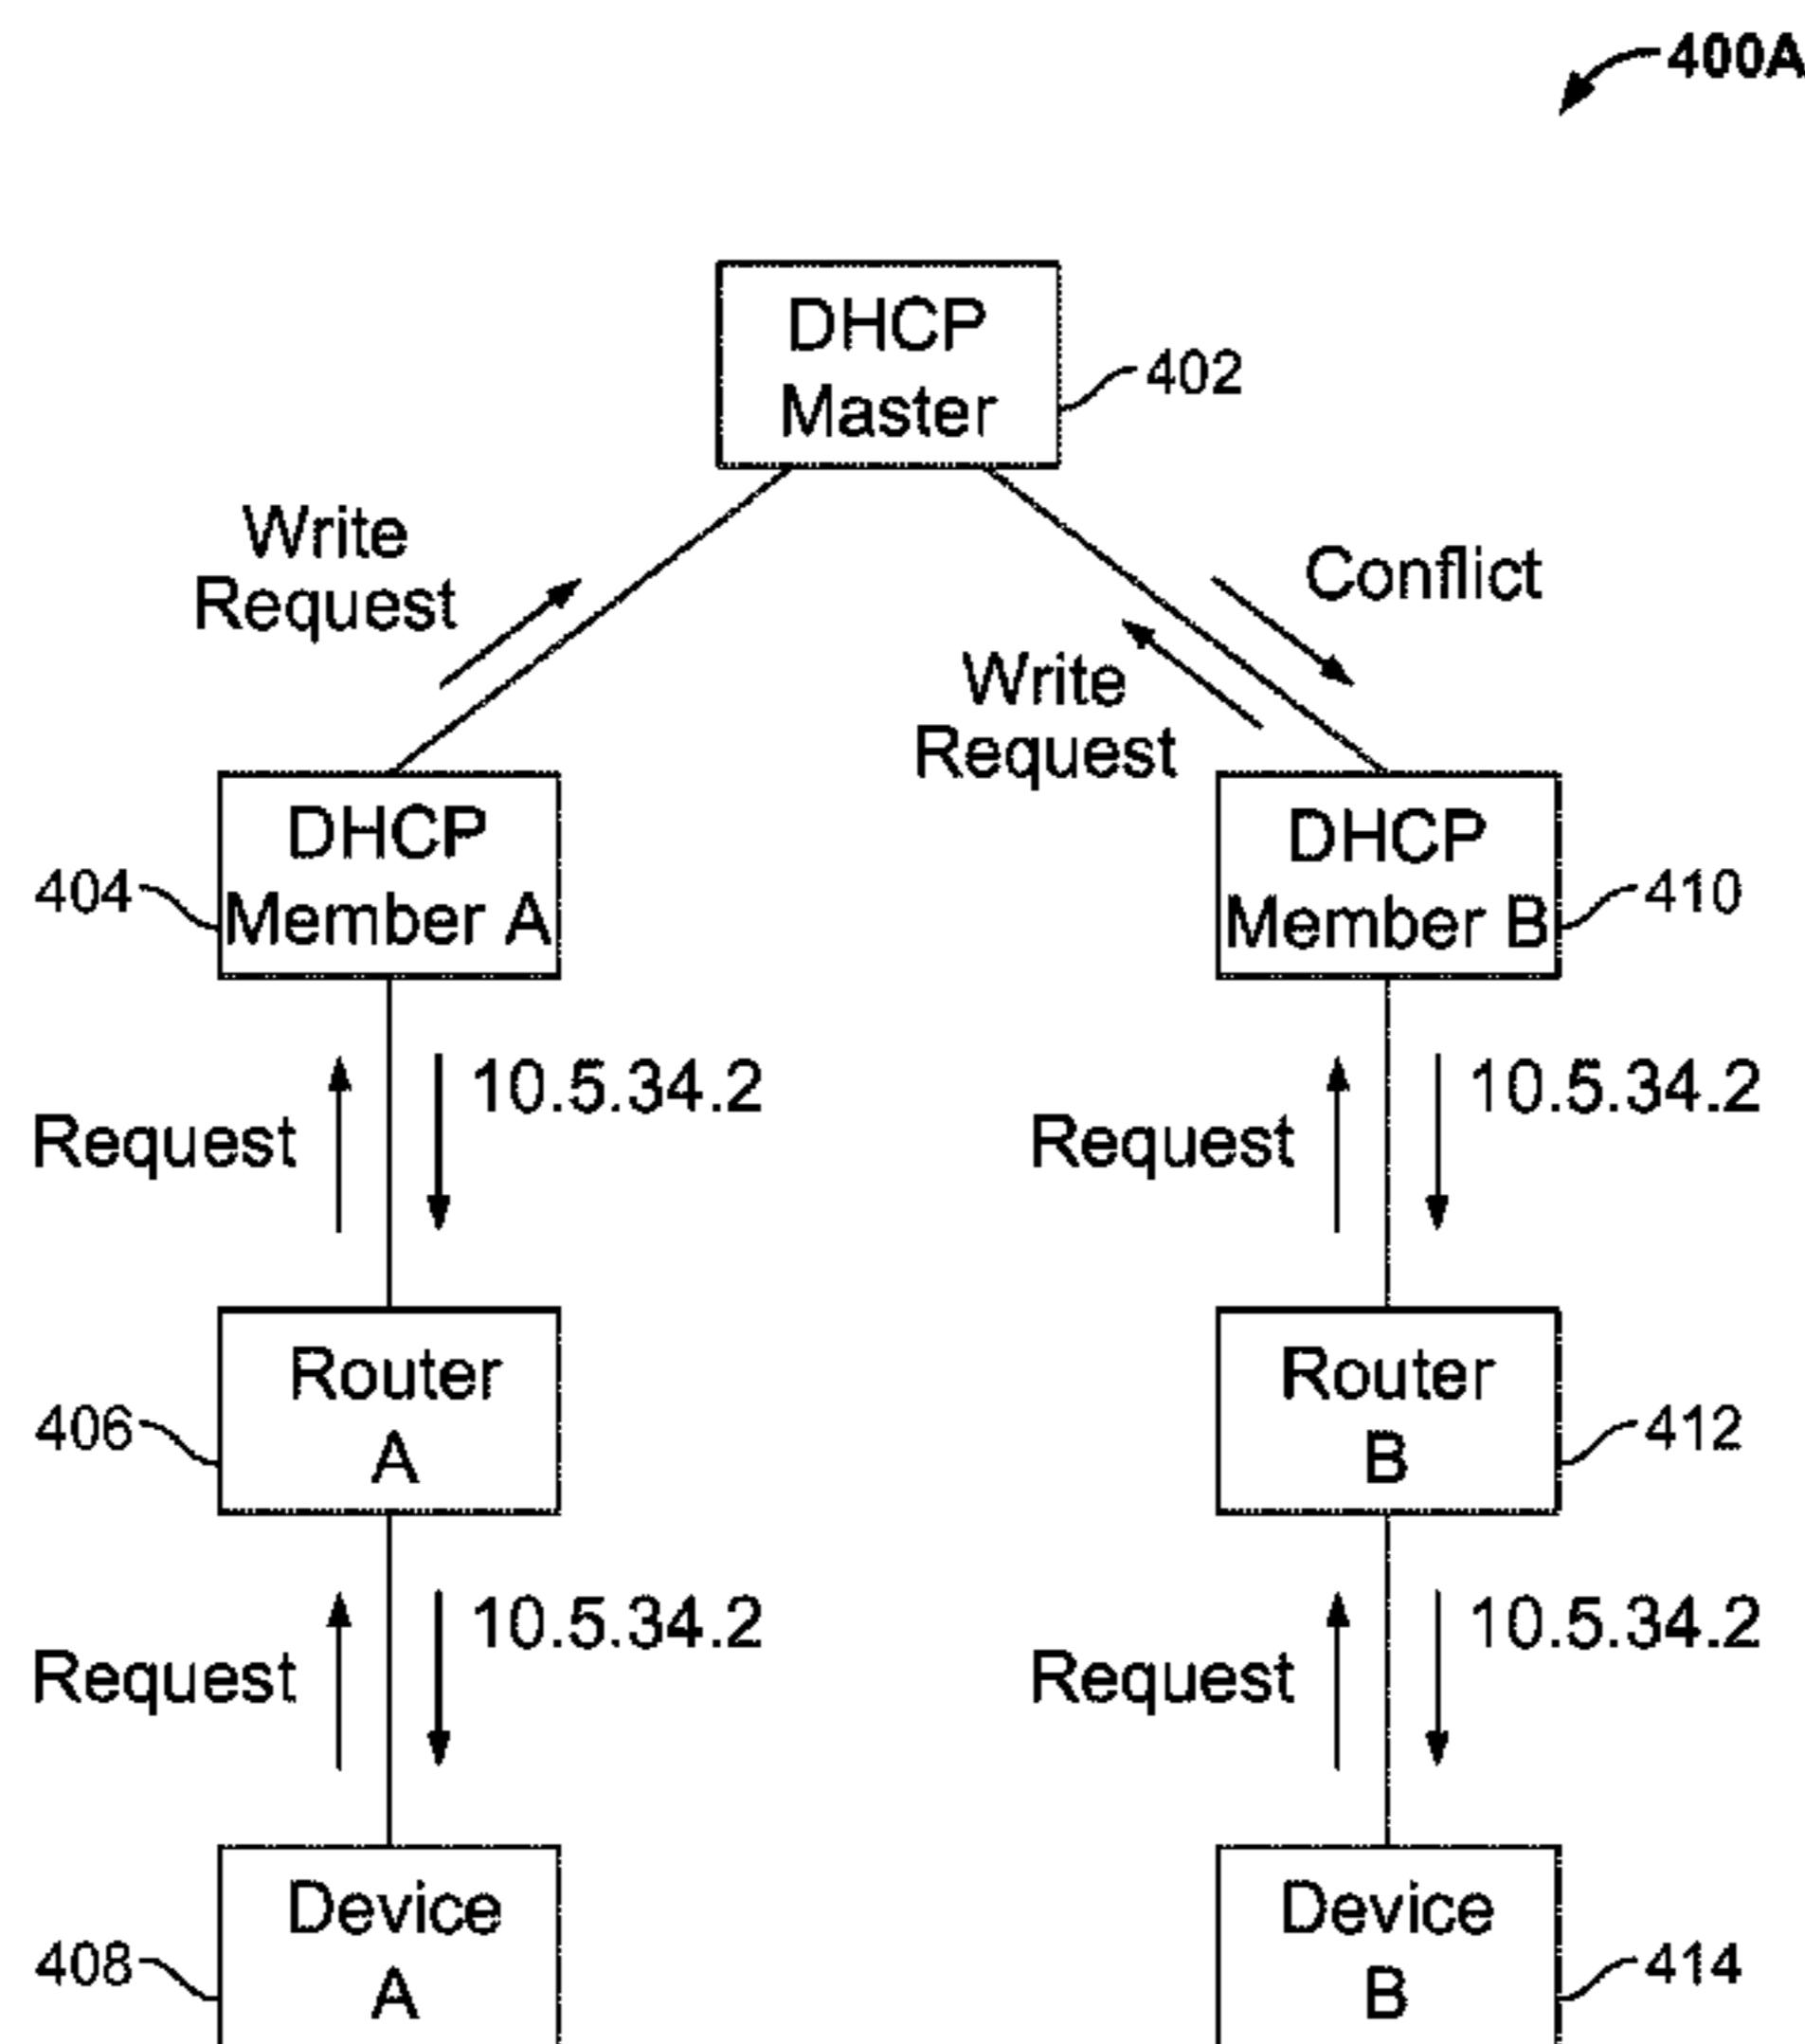 400A
DHCP
Master
402
Write
Request
Conflict
Write
Request
DHCP
Member A
404
DHCP
Member B
410
Request
10.5.34.2
Request
10.5.34.2
Router
A
406
Router
B
412
Request
10.5.34.2
Request
10.5.34.2
Device
A
408
Device
B
414